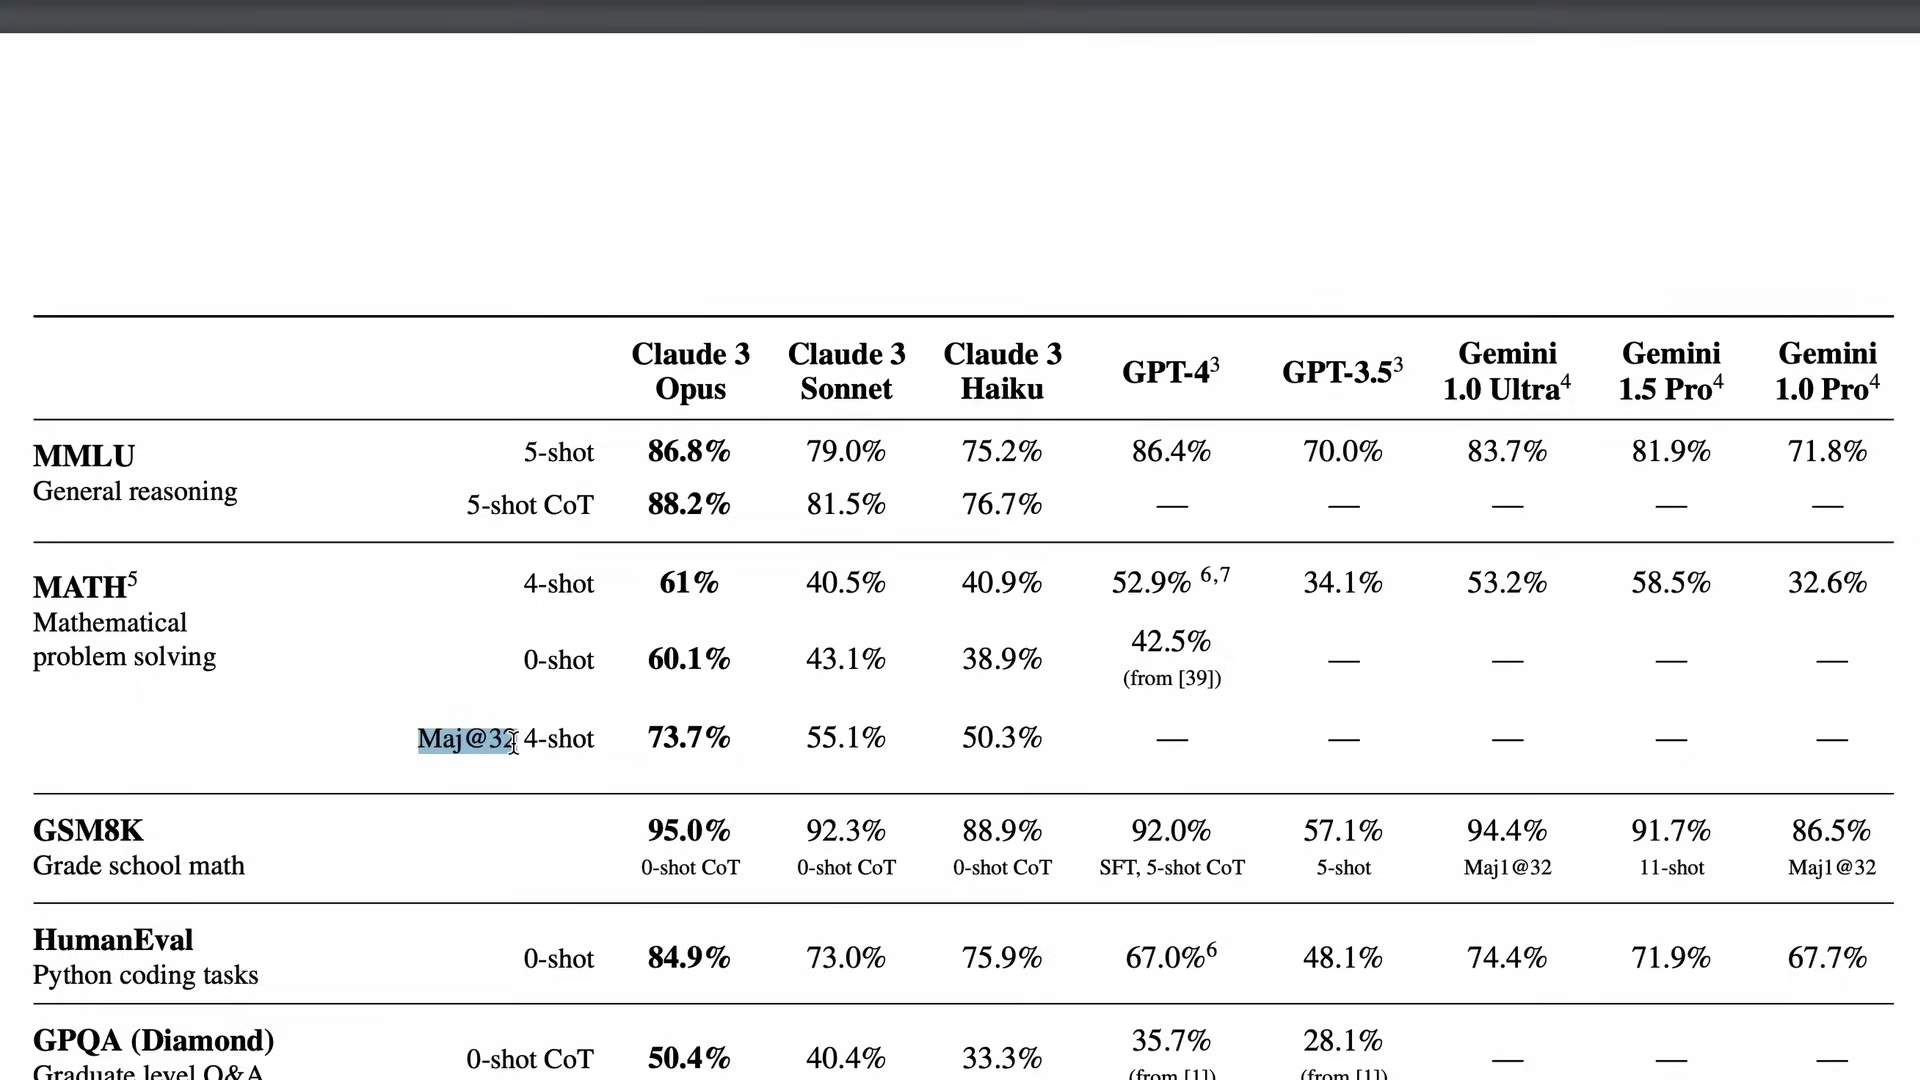 Claude 3 Opus Claude 3 Sonnet Claude 3 Haiku GPT-4³ GPT-3.5³ Gemini 1.0 Ultra⁴ Gemini 1.5 Pro⁴ Gemini 1.0 Pro⁴
MMLU 5-shot 86.8% 79.0% 75.2% 86.4% 70.0% 83.7% 81.9% 71.8%
General reasoning
5-shot CoT 88.2% 81.5% 76.7% — — — — —
MATH⁵ 4-shot 61% 40.5% 40.9% 52.9% ⁶,⁷ 34.1% 53.2% 58.5% 32.6%
Mathematical
problem solving 0-shot 60.1% 43.1% 38.9% 42.5% (from [39]) — — — —
Maj@32 4-shot 73.7% 55.1% 50.3% — — — — —
GSM8K 95.0% 92.3% 88.9% 92.0% 57.1% 94.4% 91.7% 86.5%
Grade school math 0-shot CoT 0-shot CoT 0-shot CoT SFT, 5-shot CoT 5-shot Maj1@32 11-shot Maj1@32
HumanEval 0-shot 84.9% 73.0% 75.9% 67.0%⁶ 48.1% 74.4% 71.9% 67.7%
Python coding tasks
GPQA (Diamond) 0-shot CoT 50.4% 40.4% 33.3% 35.7% 28.1% — — —
Graduate level Q&A (from [1]) (from [1])